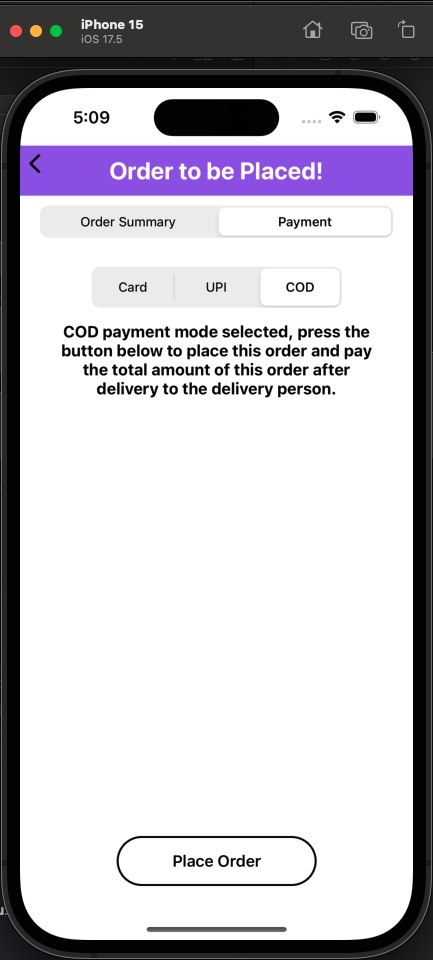 iPhone 15
iOS 17.5
5:09
Order to be Placed!
Order Summary
Payment
Card
UPI
COD
COD payment mode selected, press the
button below to place this order and pay
the total amount of this order after
delivery to the delivery person.
Place Order